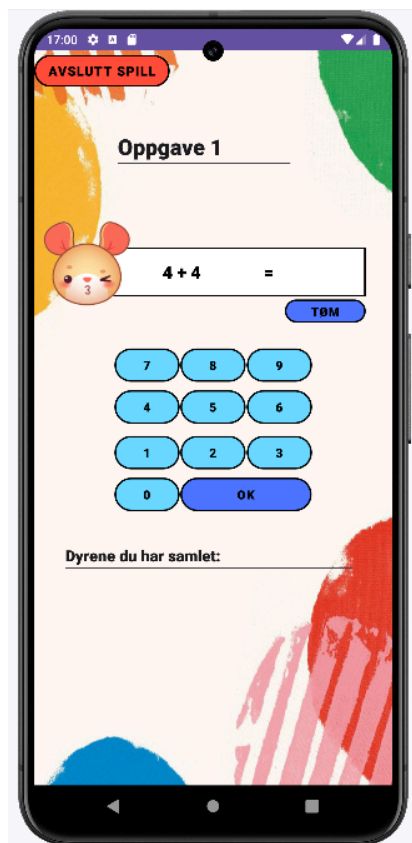 17:00
AVSLUTT SPILL
Oppgave 1
4 + 4 =
3
TØM
7 8 9
4 5 6
1 2 3
0 OK
Dyrene du har samlet: